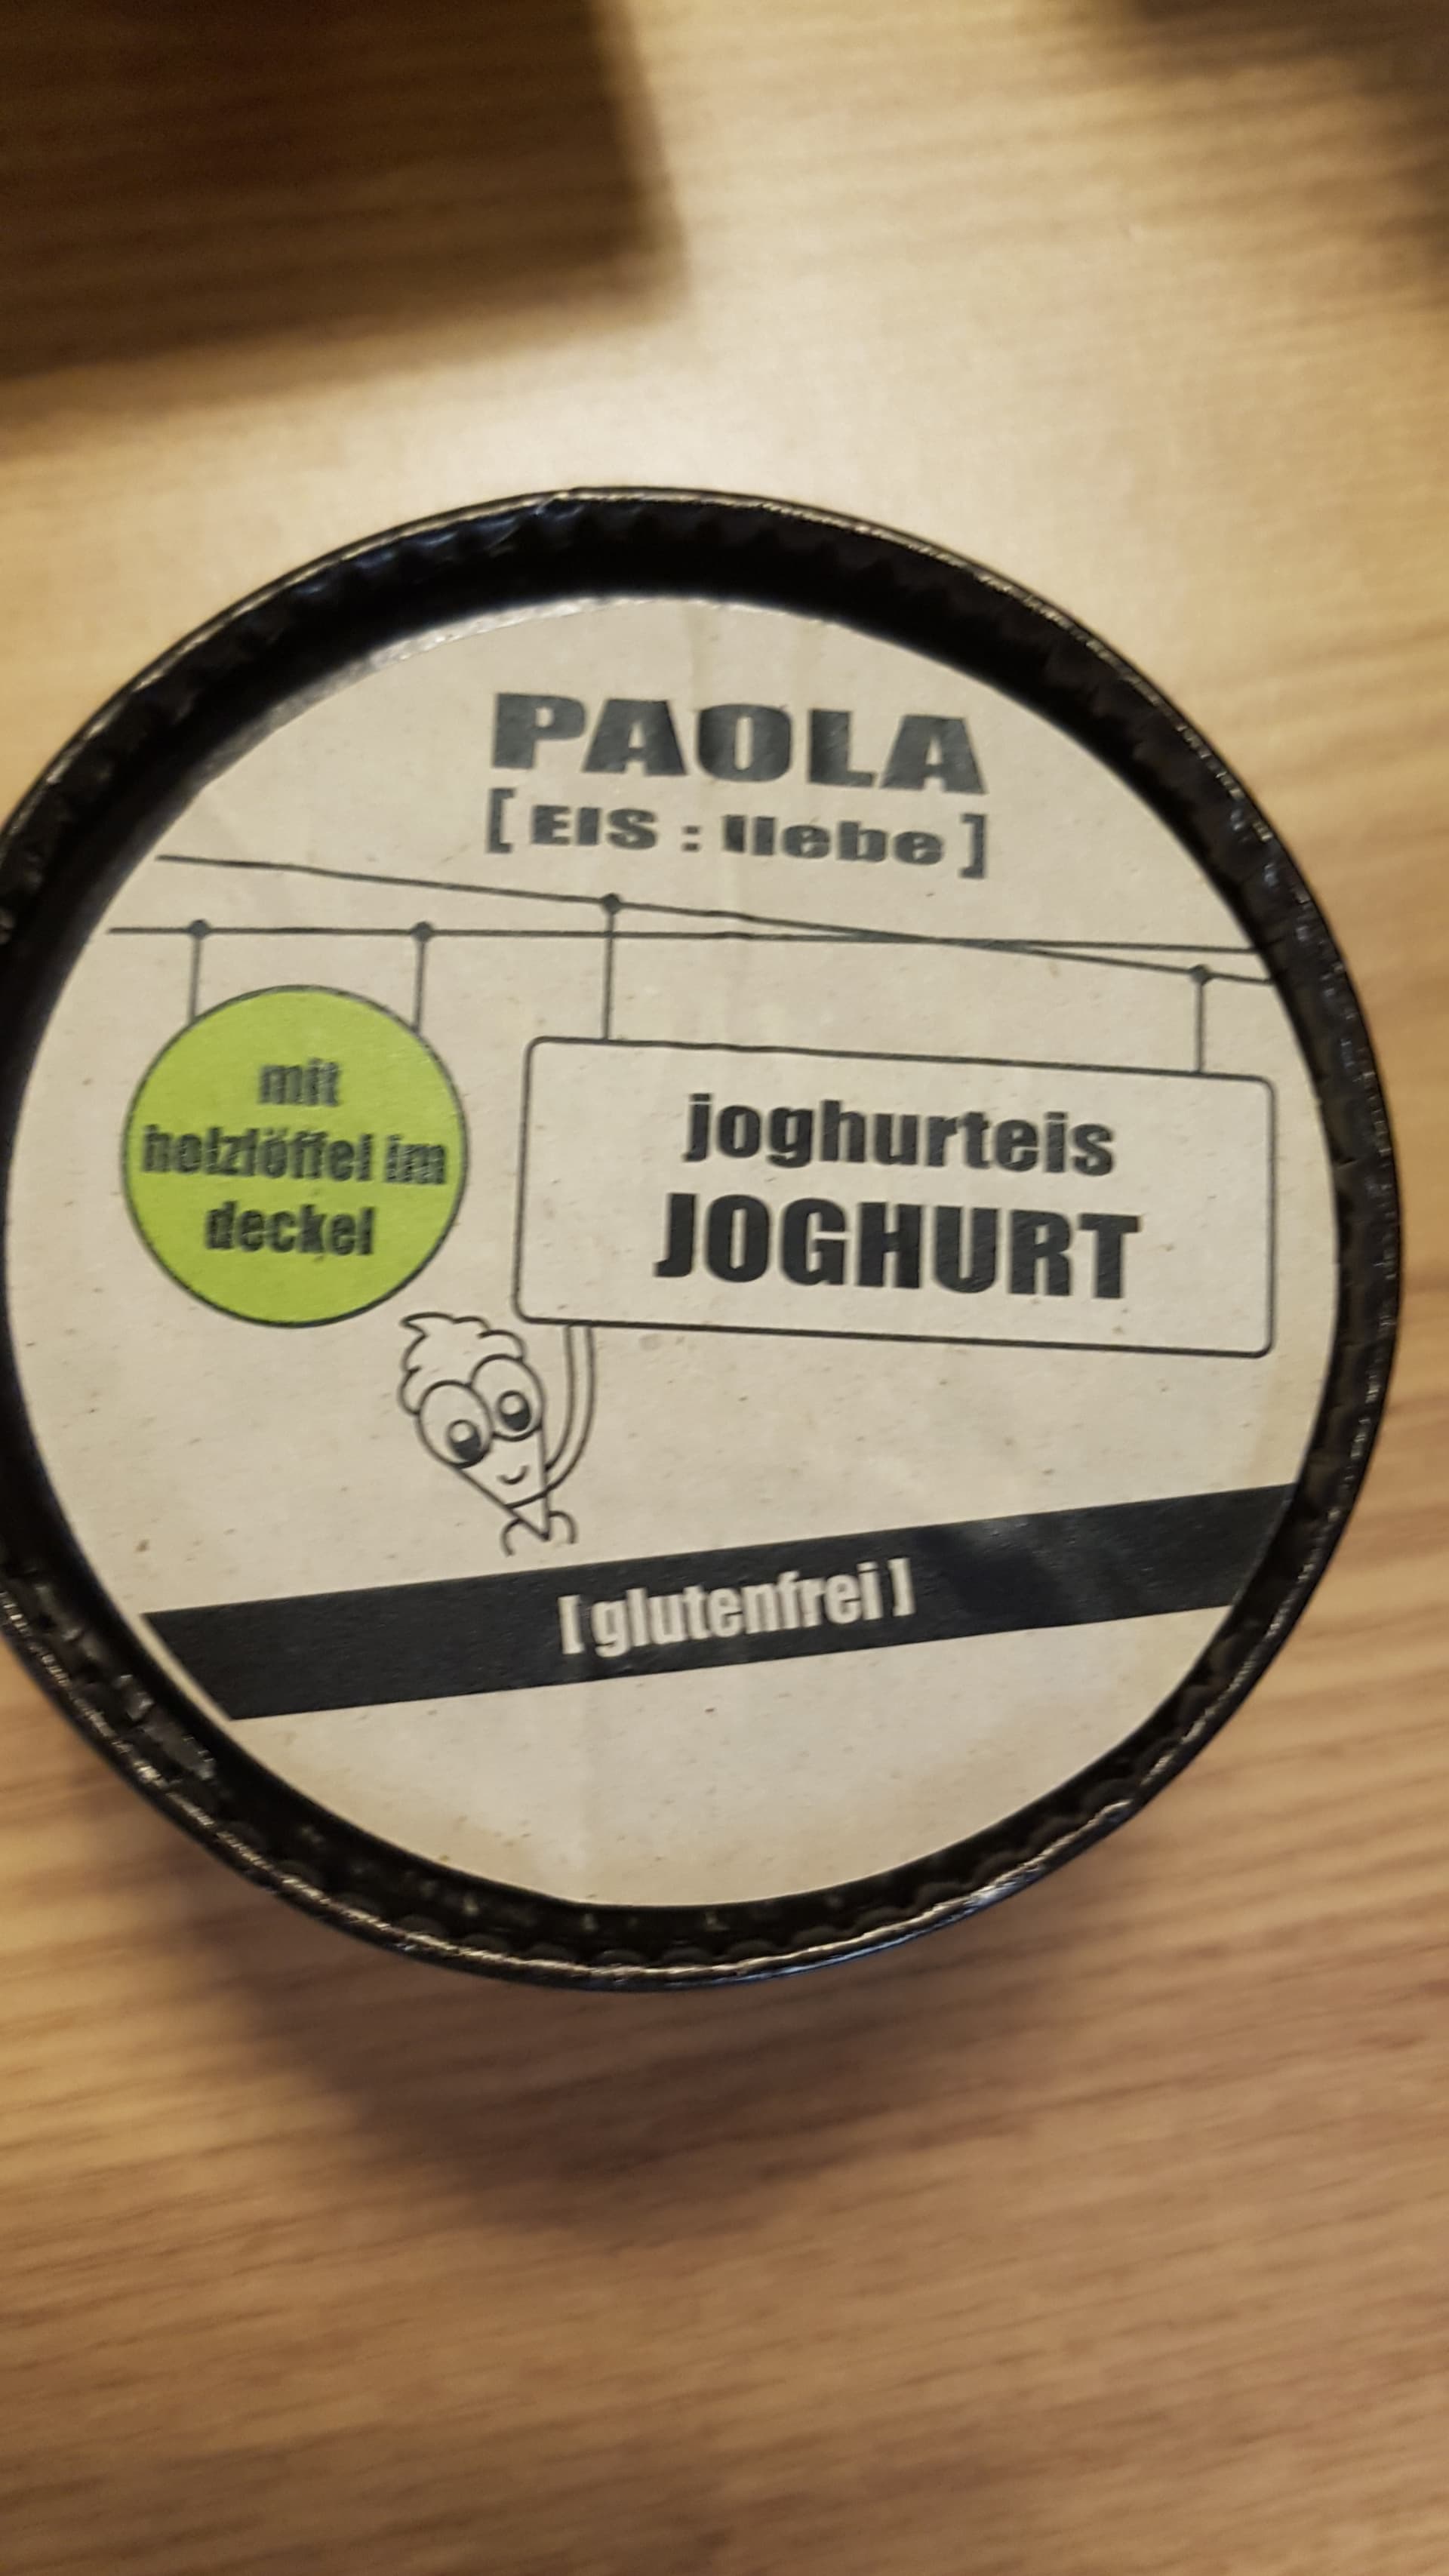 PAOLA
[ EIS : liebe ]
mit
holzlöffel im
deckel
joghurteis
JOGHURT
[ glutenfrei ]